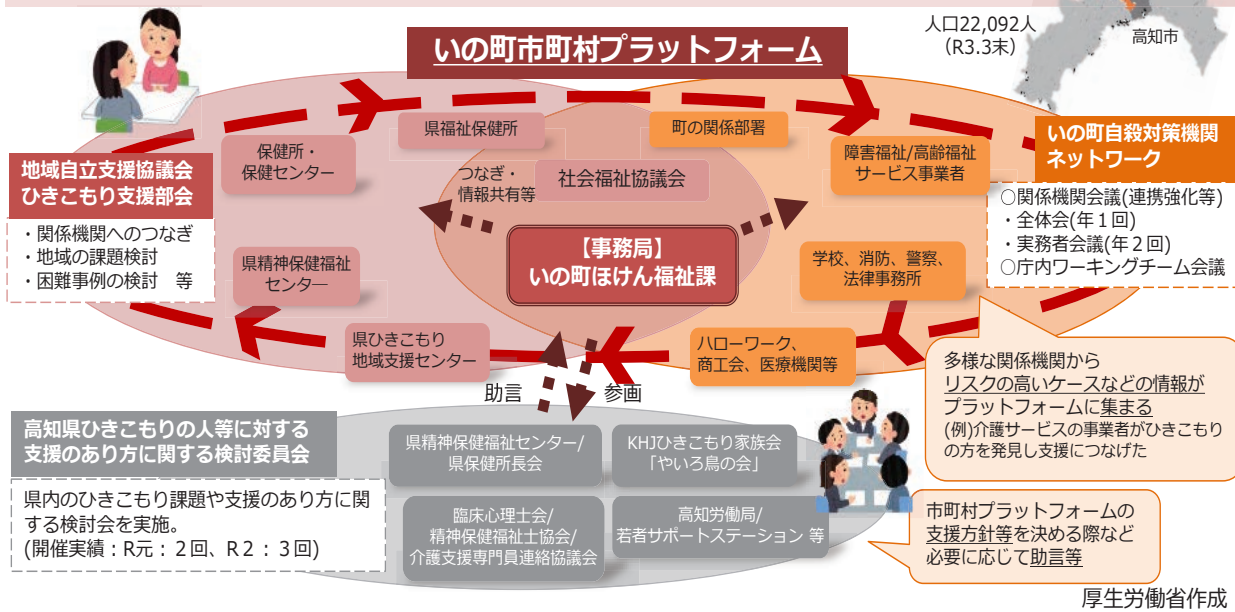 人口22,092人
（R3.3末）
高知市
いの町市町村プラットフォーム
県福祉保健所
町の関係部署
保健所・
保健センター
つなぎ・
情報共有等
社会福祉協議会
障害福祉/高齢福祉
サービス事業者
地域自立支援協議会
ひきこもり支援部会
・関係機関へのつなぎ
・地域の課題検討
・困難事例の検討　等
いの町自殺対策機関
ネットワーク
○関係機関会議(連携強化等)
・全体会(年１回)
・実務者会議(年２回)
○庁内ワーキングチーム会議
【事務局】
いの町ほけん福祉課
県精神保健福祉
センター
学校、消防、警察、
法律事務所
県ひきこもり
地域支援センター
ハローワーク、
商工会、医療機関等
助言
参画
多様な関係機関から
リスクの高いケースなどの情報が
プラットフォームに集まる
(例)介護サービスの事業者がひきこもり
の方を発見し支援につなげた
高知県ひきこもりの人等に対する
支援のあり方に関する検討委員会
県内のひきこもり課題や支援のあり方に関
する検討会を実施。
(開催実績：R元：２回、R２：３回)
県精神保健福祉センター/
県保健所長会
KHJひきこもり家族会
「やいろ鳥の会」
臨床心理士会/
精神保健福祉士協会/
介護支援専門員連絡協議会
高知労働局/
若者サポートステーション 等
市町村プラットフォームの
支援方針等を決める際など
必要に応じて助言等
厚生労働省作成